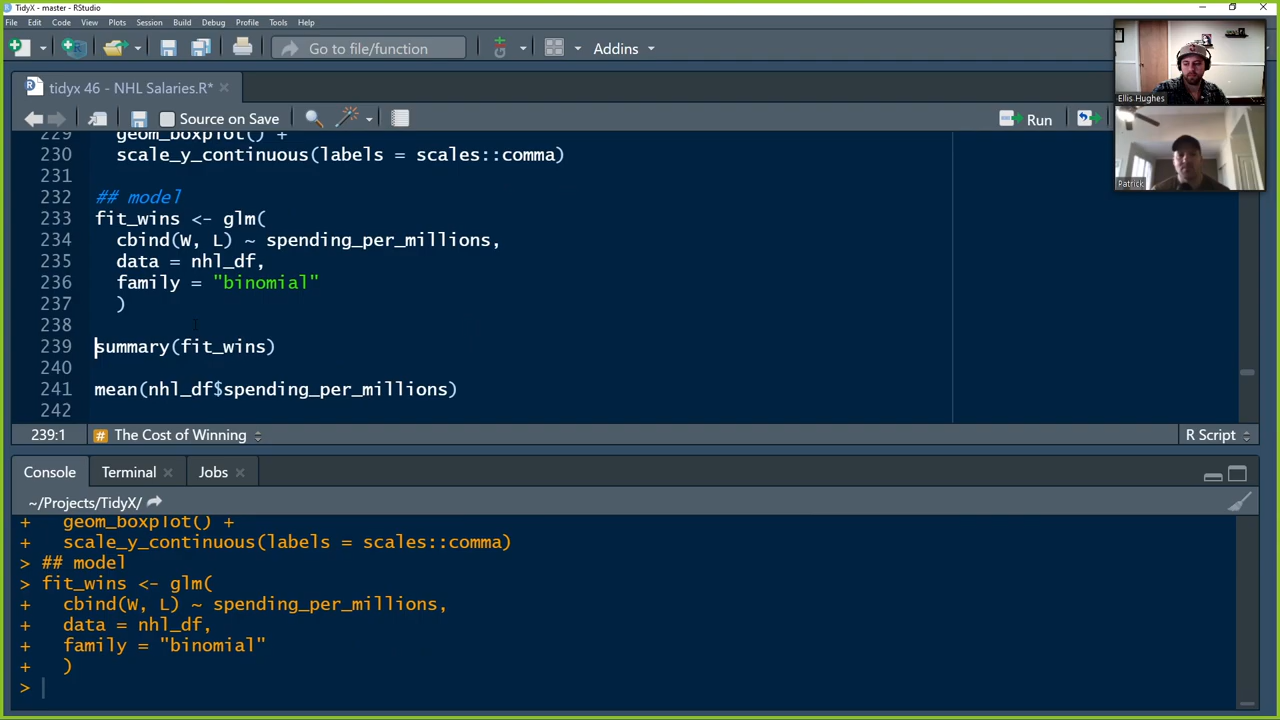 TidyX - master - RStudio
File Edit Code View Plots Session Build Debug Profile Tools Help
Go to file/function
Addins
tidyx 46 - NHL Salaries.R*
Source on Save
Run
229 geom_boxplot() +
230 scale_y_continuous(labels = scales::comma)
231
232 ## model
233 fit_wins <- glm(
234 cbind(W, L) ~ spending_per_millions,
235 data = nhl_df,
236 family = "binomial"
237 )
238
239 summary(fit_wins)
240
241 mean(nhl_df$spending_per_millions)
242
239:1 # The Cost of Winning R Script
Console Terminal Jobs
~/Projects/TidyX/
+ geom_boxplot() +
+ scale_y_continuous(labels = scales::comma)
> ## model
> fit_wins <- glm(
+ cbind(W, L) ~ spending_per_millions,
+ data = nhl_df,
+ family = "binomial"
+ )
>
Ellis Hughes
Patrick